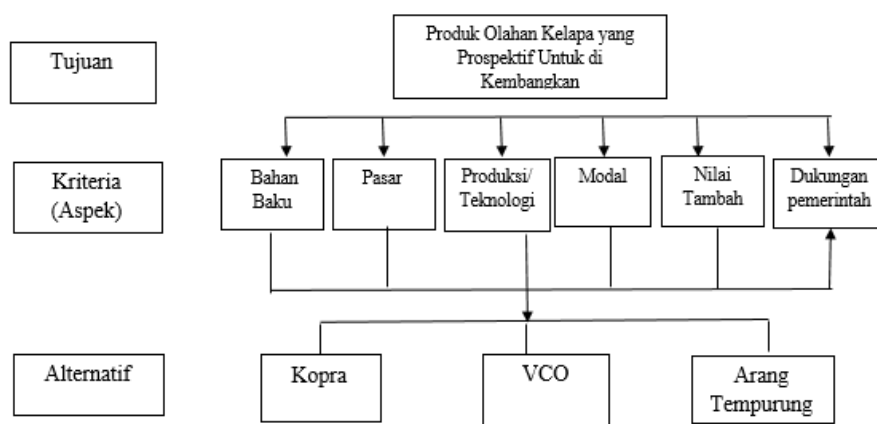 Tujuan
Produk Olahan Kelapa yang
Prospektif Untuk di
Kembangkan
Kriteria
(Aspek)
Bahan
Baku
Pasar
Produksi/
Teknologi
Modal
Nilai
Tambah
Dukungan
pemerintah
Alternatif
Kopra
VCO
Arang
Tempurung